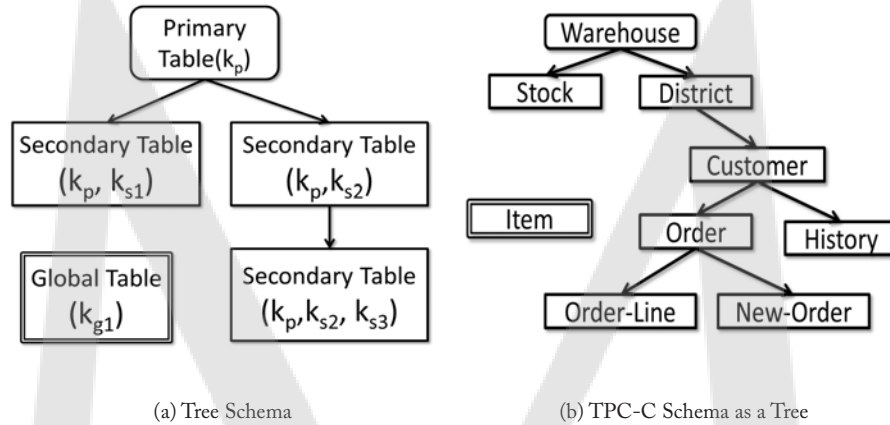 Primary
Table(kp)
Secondary Table
(kp, ks1)
Secondary Table
(kp,ks2)
Global Table
(kg1)
Secondary Table
(kp,ks2, ks3)
(a) Tree Schema
Warehouse
Stock
District
Customer
Item
Order
History
Order-Line
New-Order
(b) TPC-C Schema as a Tree